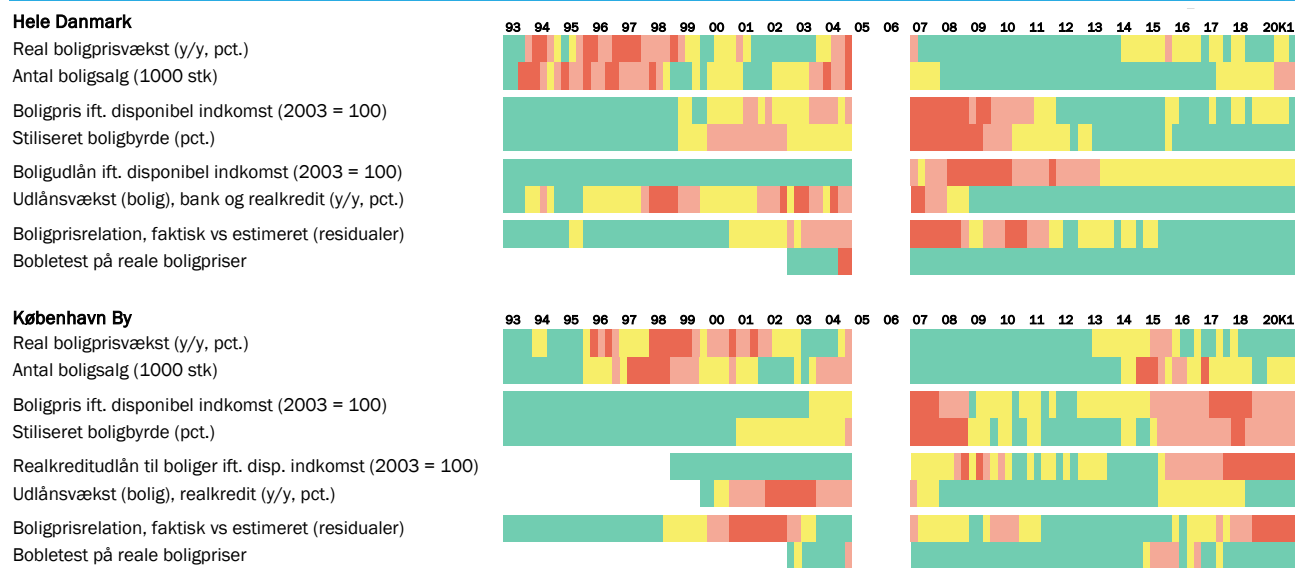 Hele Danmark
93 94 95 96 97 98 99 00 01 02 03 04 05 06 07 08 09 10 11 12 13 14 15 16 17 18 20K1
Real boligprisvækst (y/y, pct.)
Antal boligsalg (1000 stk)
Boligpris ift. disponibel indkomst (2003 = 100)
Stiliseret boligbyrde (pct.)
Boligudlån ift. disponibel indkomst (2003 = 100)
Udlånsvækst (bolig), bank og realkredit (y/y, pct.)
Boligprisrelation, faktisk vs estimeret (residualer)
Bobletest på reale boligpriser
København By
93 94 95 96 97 98 99 00 01 02 03 04 05 06 07 08 09 10 11 12 13 14 15 16 17 18 20K1
Real boligprisvækst (y/y, pct.)
Antal boligsalg (1000 stk)
Boligpris ift. disponibel indkomst (2003 = 100)
Stiliseret boligbyrde (pct.)
Realkreditudlån til boliger ift. disp. indkomst (2003 = 100)
Udlånsvækst (bolig), realkredit (y/y, pct.)
Boligprisrelation, faktisk vs estimeret (residualer)
Bobletest på reale boligpriser